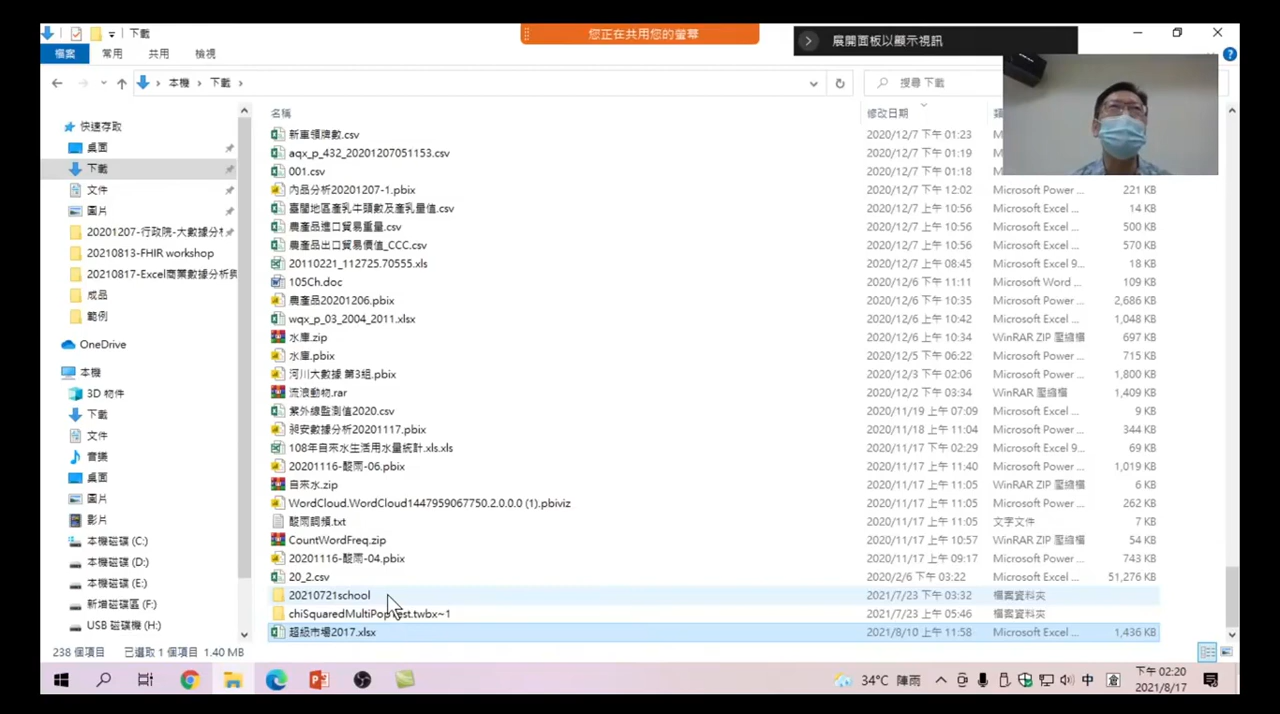 下載
您正在共用您的螢幕
展開面板以顯示視訊
檔案 常用 共用 檢視
本機 下載
搜尋 下載
名稱 修改日期
新車領牌數.csv 2020/12/7 下午 01:23
aqx_p_432_20201207051153.csv 2020/12/7 下午 01:19
001.csv 2020/12/7 下午 01:18
內品分析20201207-1.pbix 2020/12/7 下午 12:02 Microsoft Power ... 221 KB
臺閩地區產乳牛頭數及產乳量值.csv 2020/12/7 上午 10:56 Microsoft Excel ... 14 KB
農產品進口貿易重量.csv 2020/12/7 上午 10:56 Microsoft Excel ... 500 KB
農產品出口貿易價值_CCC.csv 2020/12/7 上午 10:56 Microsoft Excel ... 570 KB
20110221_112725.70555.xls 2020/12/7 上午 08:45 Microsoft Excel 9... 18 KB
105Ch.doc 2020/12/6 下午 11:11 Microsoft Word ... 109 KB
農產品20201206.pbix 2020/12/6 下午 10:35 Microsoft Power ... 2,686 KB
wqx_p_03_2004_2011.xlsx 2020/12/6 下午 10:42 Microsoft Excel ... 1,048 KB
水庫.zip 2020/12/6 下午 10:34 WinRAR ZIP 壓縮檔 697 KB
水庫.pbix 2020/12/5 下午 06:22 Microsoft Power ... 715 KB
河川大數據 第3組.pbix 2020/12/3 下午 02:06 Microsoft Power ... 1,800 KB
流浪動物.rar 2020/12/2 下午 03:34 WinRAR 壓縮檔 1,409 KB
紫外線監測值2020.csv 2020/11/19 上午 07:09 Microsoft Excel ... 9 KB
數據分析20201117.pbix 2020/11/18 上午 11:04 Microsoft Power ... 344 KB
108年自來水生活用水量統計.xls.xls 2020/11/17 下午 02:29 Microsoft Excel 9... 69 KB
20201116-酸雨-06.pbix 2020/11/17 上午 11:40 Microsoft Power ... 1,019 KB
自來水.zip 2020/11/17 上午 11:05 WinRAR ZIP 壓縮檔 6 KB
WordCloud.WordCloud1447959067750.2.0.0.0 (1).pbiviz 2020/11/17 上午 11:05 Microsoft Power ... 262 KB
酸雨詞頻.txt 2020/11/17 上午 11:05 文字文件 7 KB
CountWordFreq.zip 2020/11/17 上午 10:57 WinRAR ZIP 壓縮檔 54 KB
20201116-酸雨-04.pbix 2020/11/17 上午 09:17 Microsoft Power ... 743 KB
20_2.csv 2020/2/6 下午 03:22 Microsoft Excel ... 51,276 KB
20210721school 2021/7/23 下午 03:32 檔案資料夾
chiSquaredMultiPopTest.twbx~1 2021/7/23 上午 05:46 檔案資料夾
超級市場2017.xlsx 2021/8/10 上午 11:58 Microsoft Excel ... 1,436 KB
快速存取
桌面
下載
文件
圖片
20201207-行政院-大數據分
20210813-FHIR workshop
20210817-Excel商業數據分析
成品
範例
OneDrive
本機
3D 物件
下載
文件
音樂
桌面
圖片
影片
本機磁碟 (C:)
本機磁碟 (D:)
本機磁碟 (E:)
新增磁碟區 (F:)
USB 磁碟機 (H:)
238 個項目 已選取 1 個項目 1.40 MB
34°C 陣雨
中
下午 02:20
2021/8/17